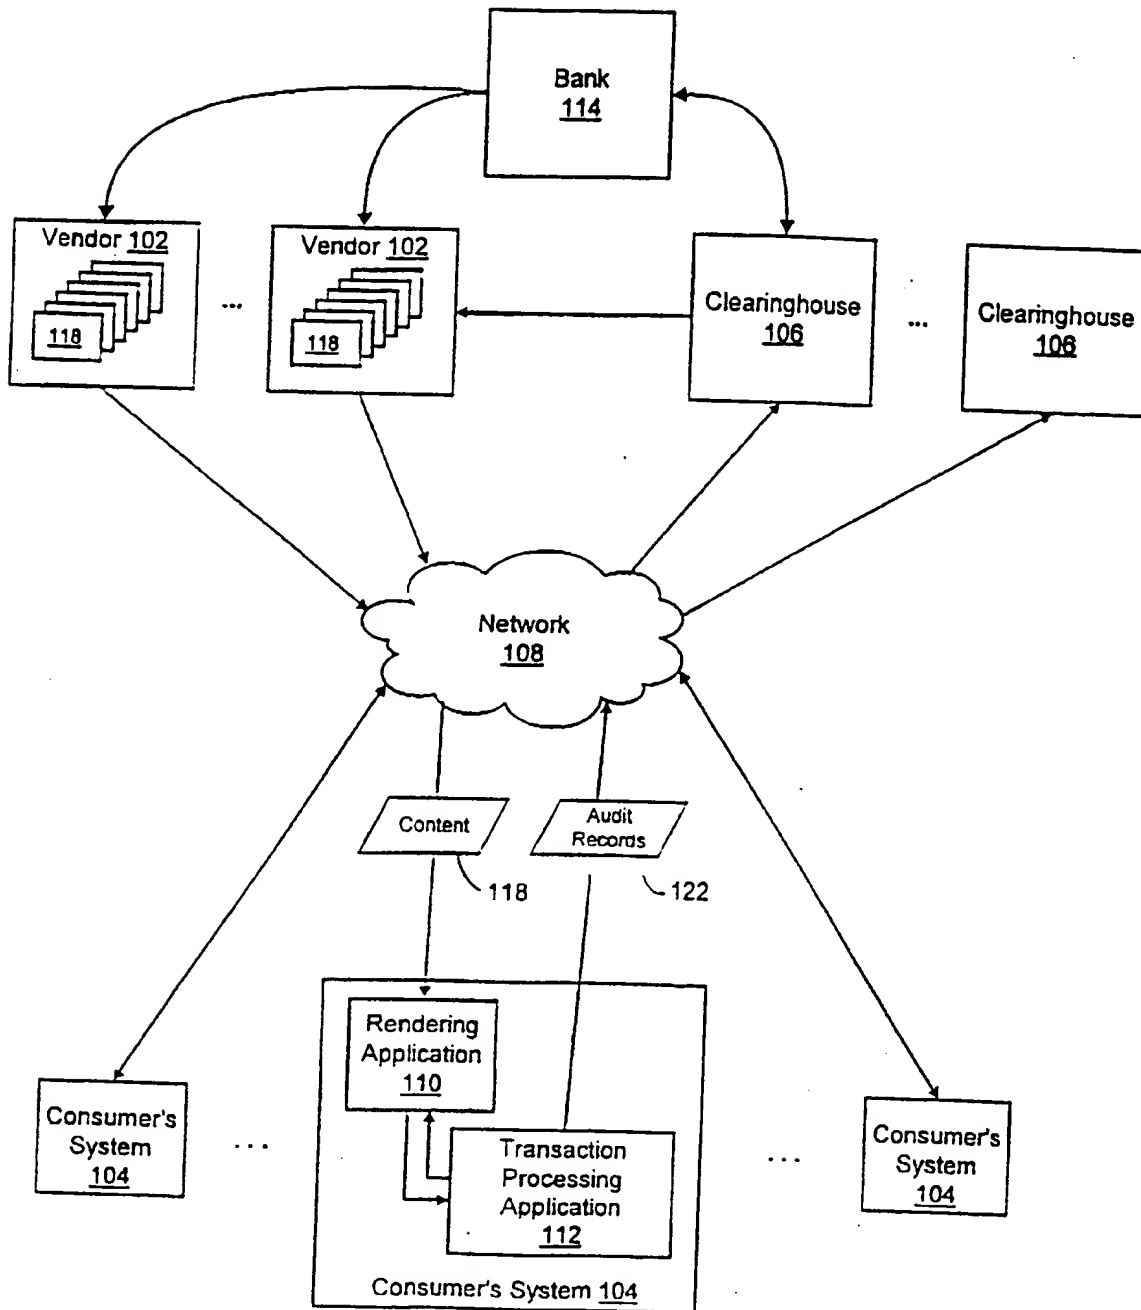 Bank
114
Vendor 102
118
...
Vendor 102
118
Clearinghouse
106
...
Clearinghouse
106
Network
108
Content
118
Audit
Records
122
Rendering
Application
110
Transaction
Processing
Application
112
Consumer's System 104
Consumer's
System
104
...
...
Consumer's
System
104